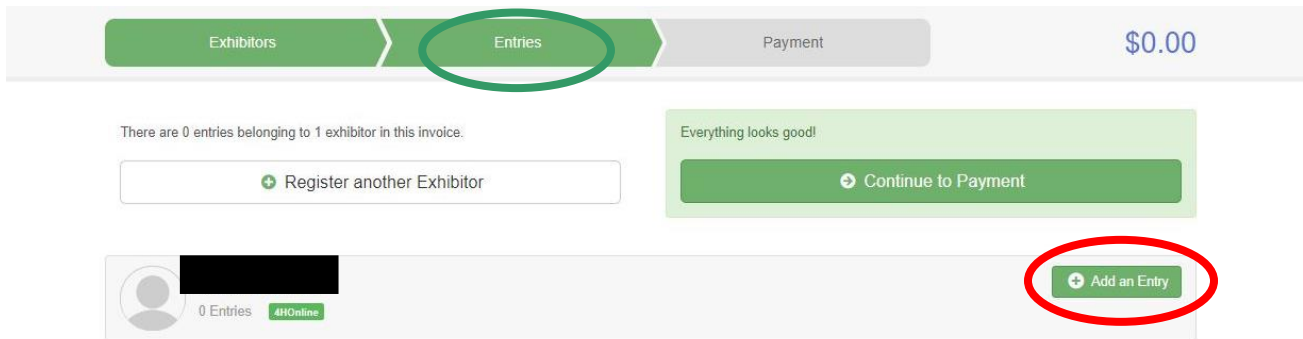 Exhibitors
Entries
Payment
$0.00
There are 0 entries belonging to 1 exhibitor in this invoice.
Register another Exhibitor
Everything looks good!
Continue to Payment
0 Entries
4HOnline
Add an Entry